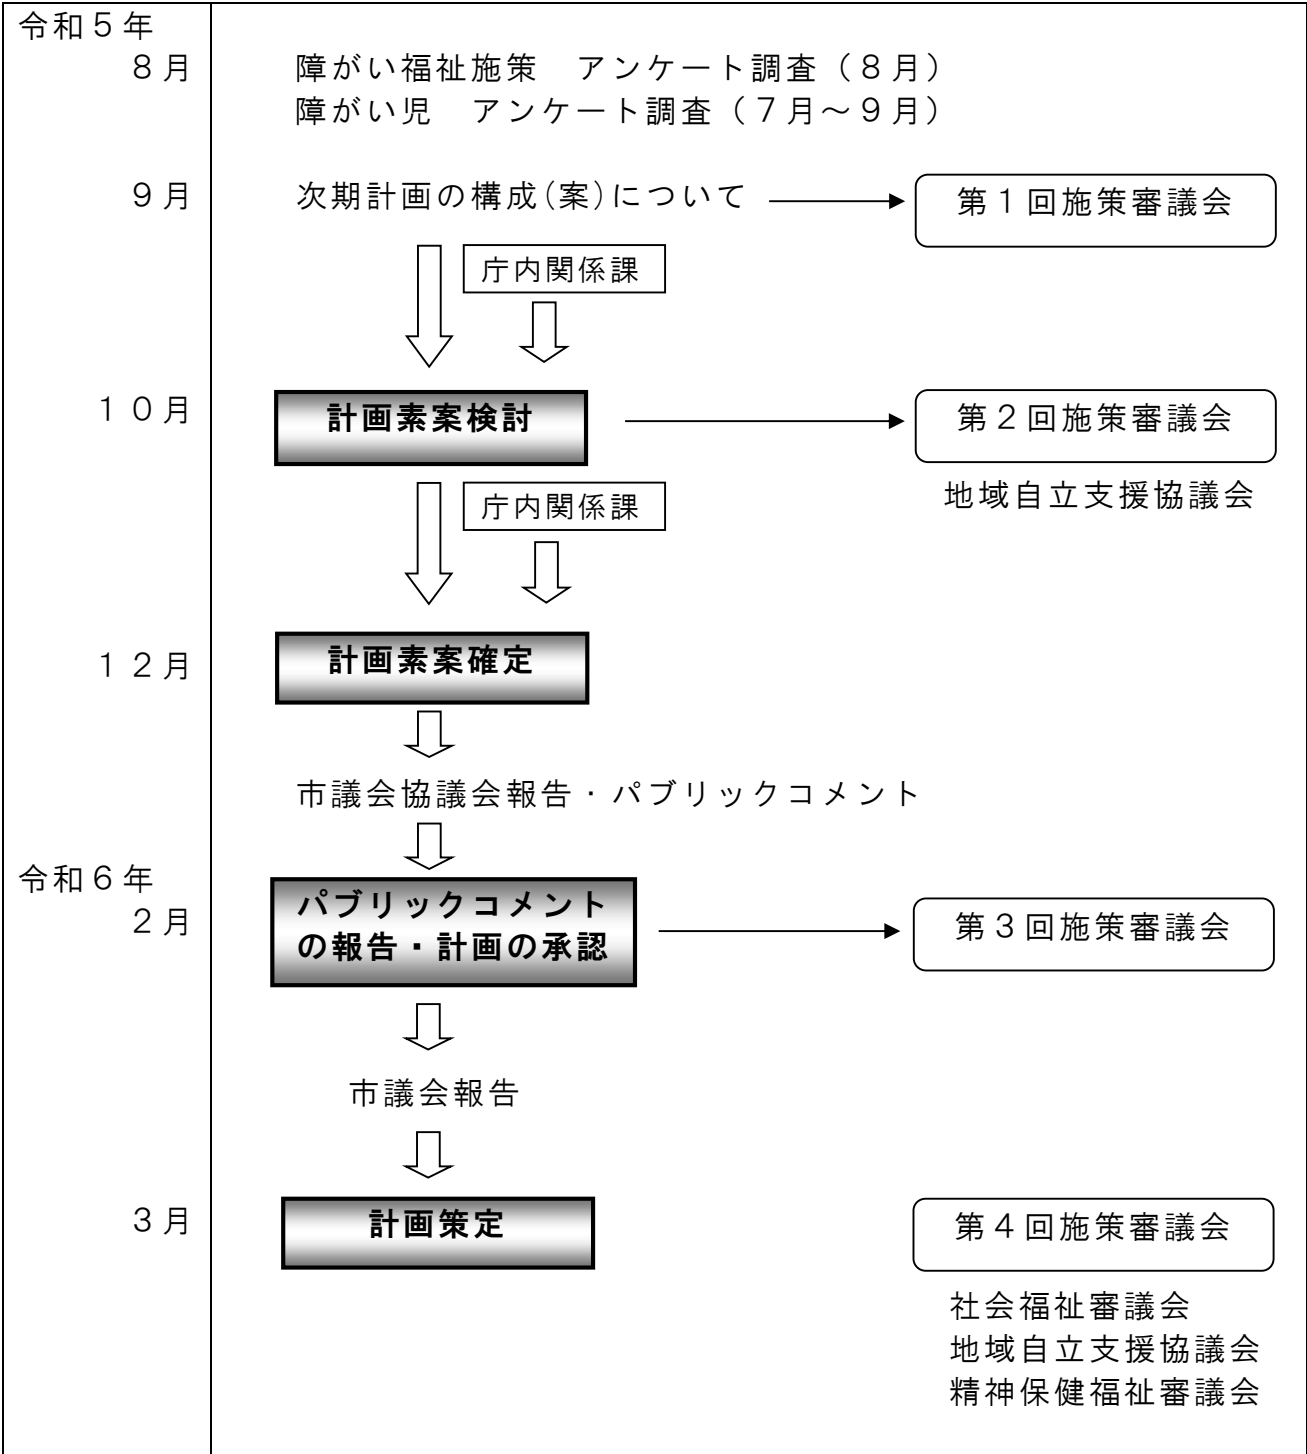 令和５年
８月
障がい福祉施策　アンケート調査（８月）
障がい児　アンケート調査（７月～９月）
９月
次期計画の構成(案)について
第１回施策審議会
庁内関係課
１０月
計画素案検討
第２回施策審議会
地域自立支援協議会
庁内関係課
１２月
計画素案確定
市議会協議会報告・パブリックコメント
令和６年
２月
パブリックコメント
の報告・計画の承認
第３回施策審議会
市議会報告
３月
計画策定
第４回施策審議会
社会福祉審議会
地域自立支援協議会
精神保健福祉審議会